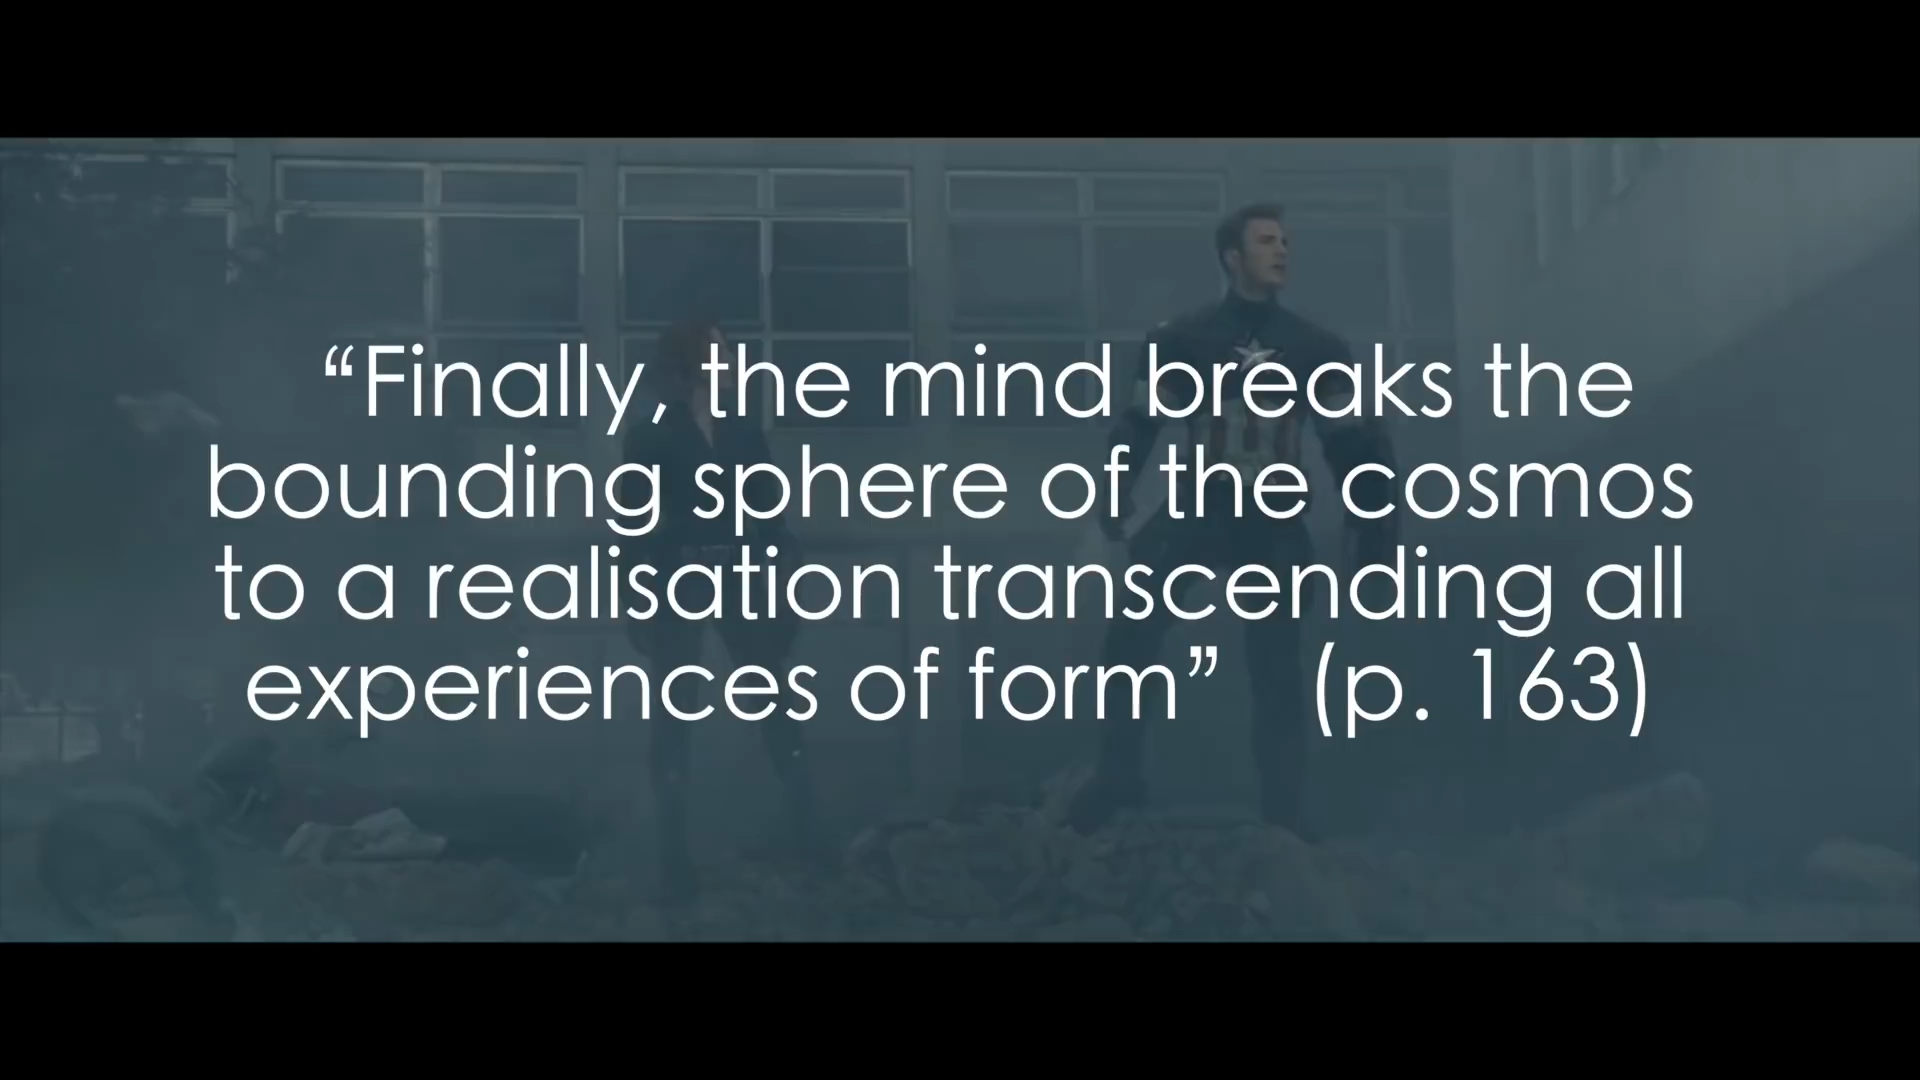 “Finally, the mind breaks the
bounding sphere of the cosmos
to a realisation transcending all
experiences of form” (p. 163)